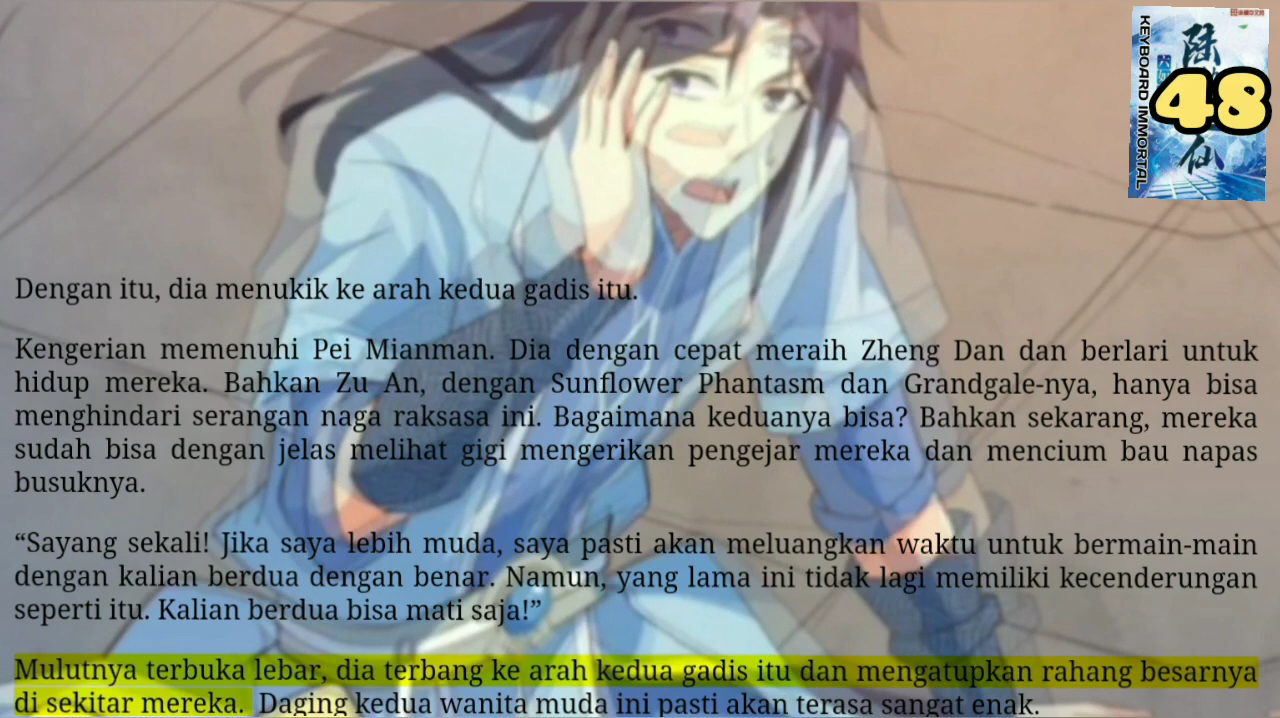 KEYBOARD IMMORTAL
48
Dengan itu, dia menukik ke arah kedua gadis itu.
Kengerian memenuhi Pei Mianman. Dia dengan cepat meraih Zheng Dan dan berlari untuk
hidup mereka. Bahkan Zu An, dengan Sunflower Phantasm dan Grandgale-nya, hanya bisa
menghindari serangan naga raksasa ini. Bagaimana keduanya bisa? Bahkan sekarang, mereka
sudah bisa dengan jelas melihat gigi mengerikan pengejar mereka dan mencium bau napas
busuknya.
“Sayang sekali! Jika saya lebih muda, saya pasti akan meluangkan waktu untuk bermain-main
dengan kalian berdua dengan benar. Namun, yang lama ini tidak lagi memiliki kecenderungan
seperti itu. Kalian berdua bisa mati saja!”
Mulutnya terbuka lebar, dia terbang ke arah kedua gadis itu dan mengatupkan rahang besarnya
di sekitar mereka. Daging kedua wanita muda ini pasti akan terasa sangat enak.